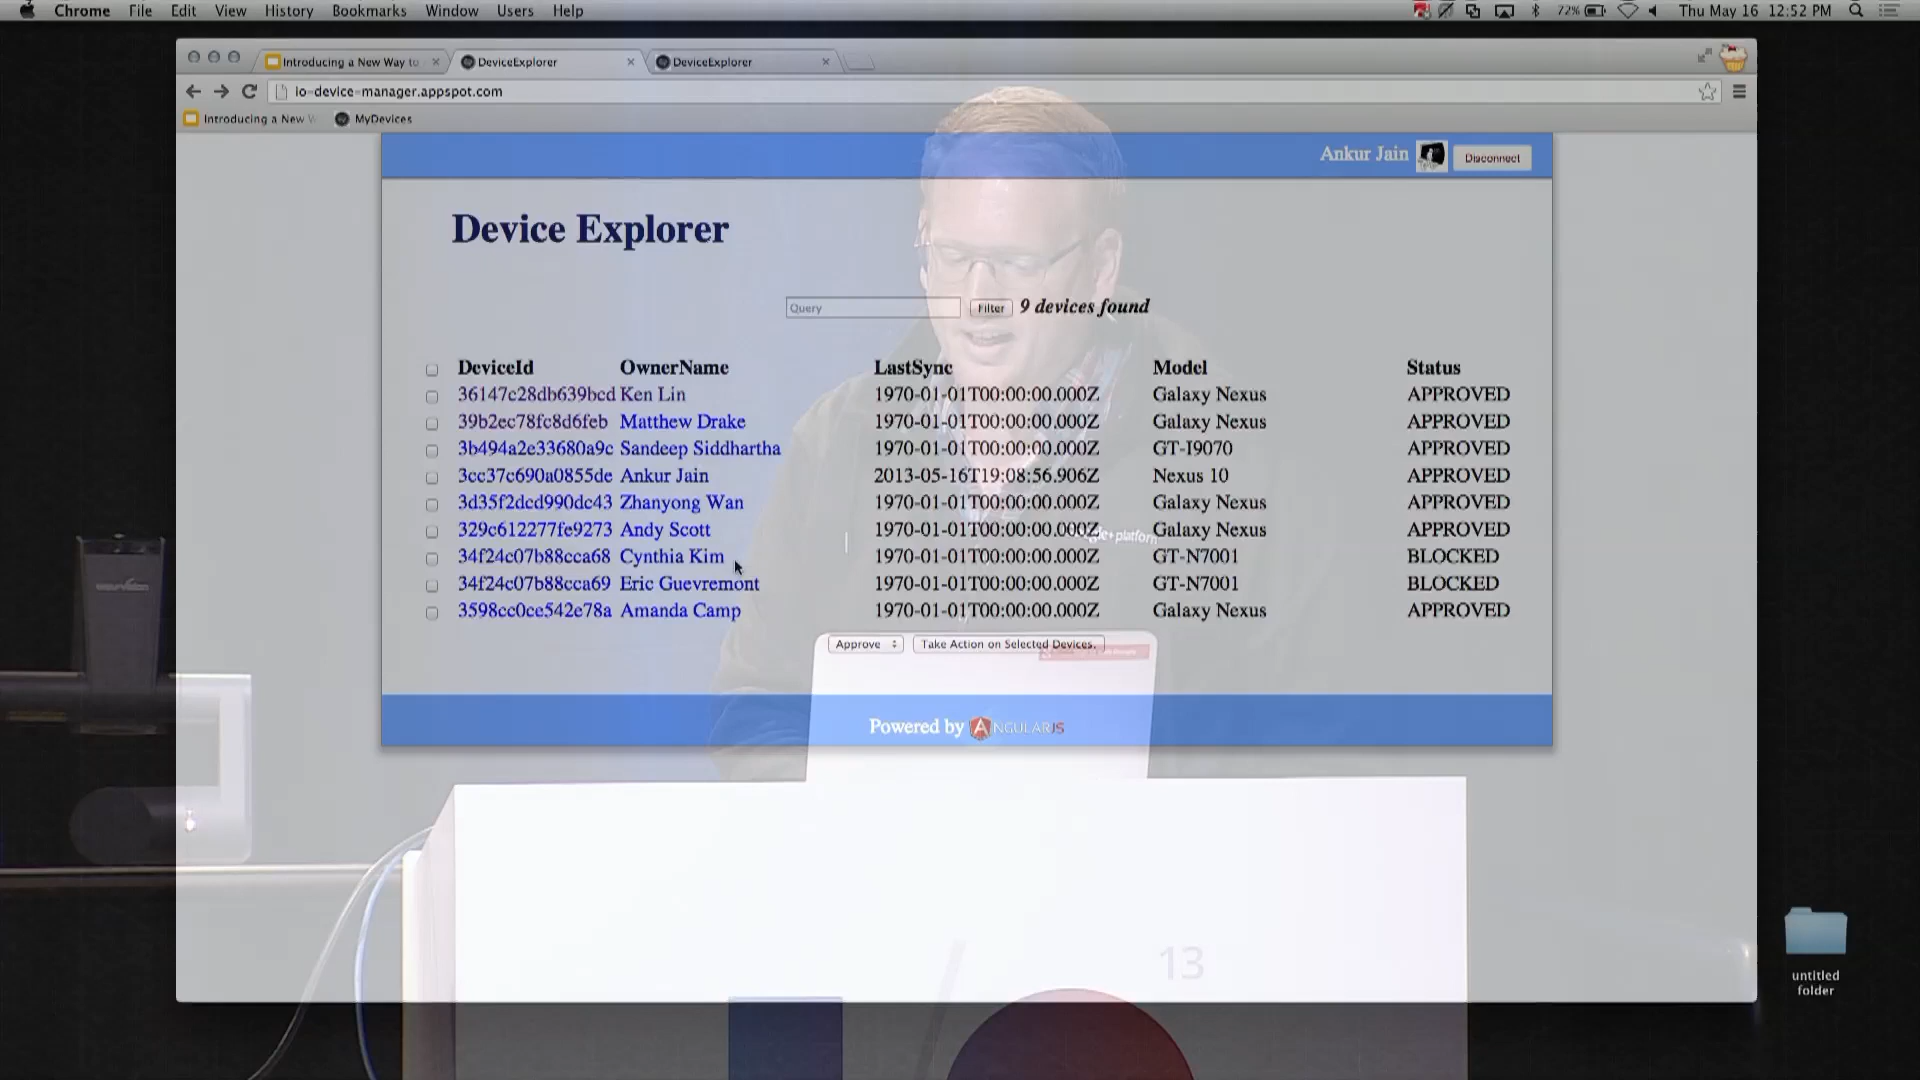 Chrome File Edit View History Bookmarks Window Users Help 72% Thu May 16 12:52 PM
Introducing a New Way to DeviceExplorer DeviceExplorer
io-device-manager.appspot.com
Introducing a New W MyDevices
Ankur Jain Disconnect
Device Explorer
Query Filter 9 devices found
DeviceId OwnerName LastSync Model Status
36147c28db639bcd Ken Lin 1970-01-01T00:00:00.000Z Galaxy Nexus APPROVED
39b2ec78fc8d6feb Matthew Drake 1970-01-01T00:00:00.000Z Galaxy Nexus APPROVED
3b494a2e33680a9c Sandeep Siddhartha 1970-01-01T00:00:00.000Z GT-I9070 APPROVED
3cc37c690a0855de Ankur Jain 2013-05-16T19:08:56.906Z Nexus 10 APPROVED
3d35f2dcd990dc43 Zhanyong Wan 1970-01-01T00:00:00.000Z Galaxy Nexus APPROVED
329c612277fe9273 Andy Scott 1970-01-01T00:00:00.000Z Galaxy Nexus APPROVED
platform
34f24c07b88cca68 Cynthia Kim 1970-01-01T00:00:00.000Z GT-N7001 BLOCKED
34f24c07b88cca69 Eric Guevremont 1970-01-01T00:00:00.000Z GT-N7001 BLOCKED
3598cc0ce542e78a Amanda Camp 1970-01-01T00:00:00.000Z Galaxy Nexus APPROVED
Approve Take Action on Selected Devices.
Powered by ANGULARJS
13
untitled
folder